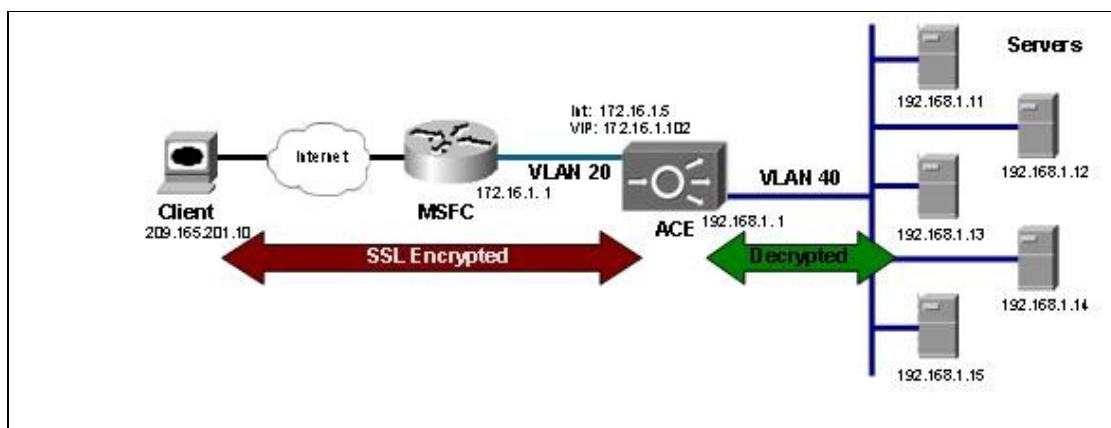 Servers
192.168.1.11
Int: 172.16.1.5
VIP: 172.16.1.102
Internet
VLAN 20
VLAN 40
192.168.1.12
172.16.1.1
Client
MSFC
ACE
192.168.1.1
209.165.201.10
192.168.1.13
SSL Encrypted
Decrypted
192.168.1.14
192.168.1.15